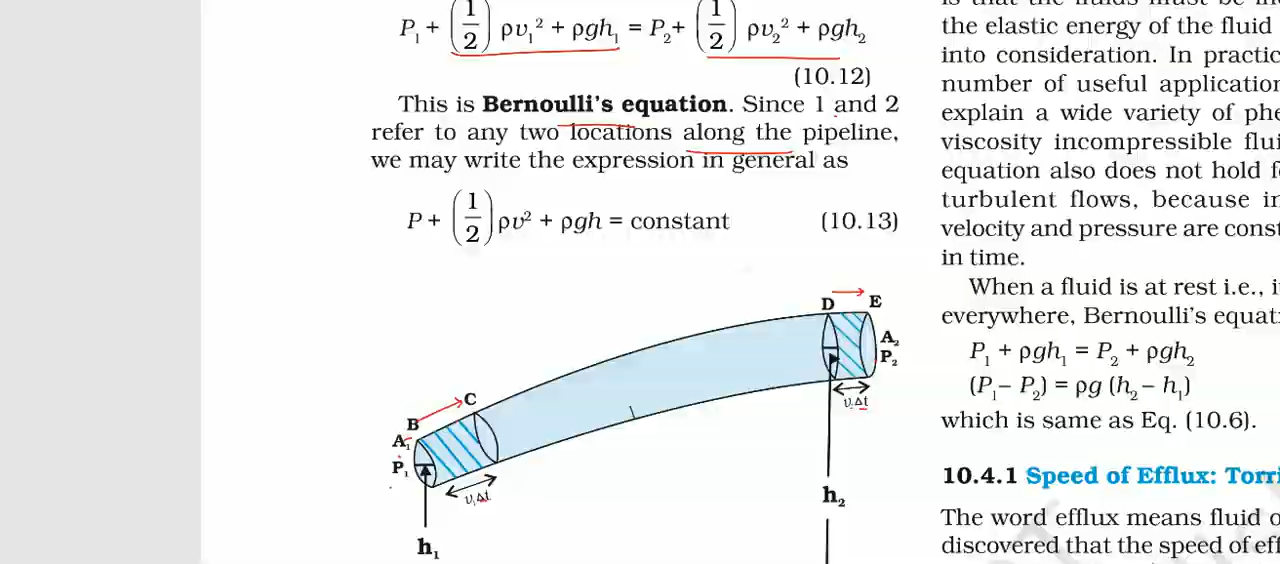 P₁ + (1/2) ρv₁² + ρgh₁ = P₂ + (1/2) ρv₂² + ρgh₂
(10.12)
This is Bernoulli's equation. Since 1 and 2
refer to any two locations along the pipeline,
we may write the expression in general as
P + (1/2) ρv² + ρgh = constant (10.13)
D E
A₂
P₂
v₂Δt
B C
A₁
P₁
v₁Δt
h₂
h₁
the elastic energy of the fluid
into consideration. In practic
number of useful application
explain a wide variety of phe
viscosity incompressible flui
equation also does not hold f
turbulent flows, because in
velocity and pressure are const
in time.
When a fluid is at rest i.e., i
everywhere, Bernoulli's equati
P₁ + ρgh₁ = P₂ + ρgh₂
(P₁ – P₂) = ρg (h₂ – h₁)
which is same as Eq. (10.6).
10.4.1 Speed of Efflux: Torri
The word efflux means fluid o
discovered that the speed of eff